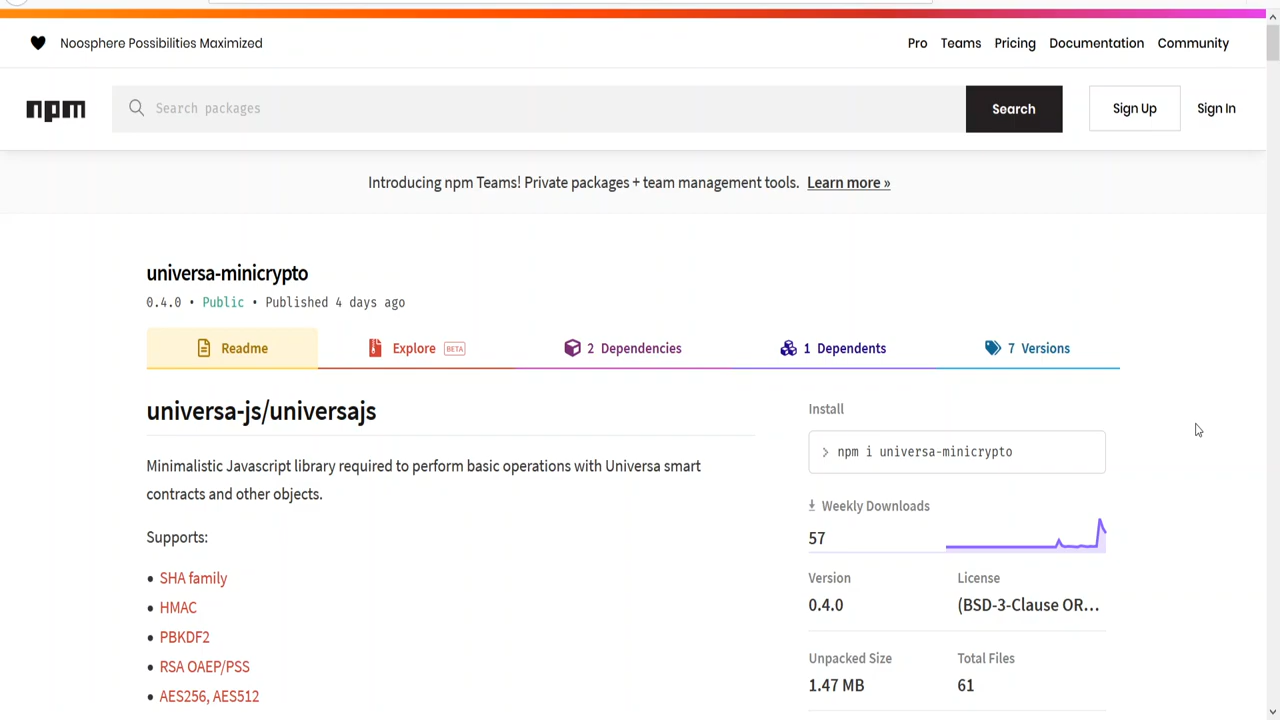 Noosphere Possibilities Maximized
Pro Teams Pricing Documentation Community
npm
Search packages
Search
Sign Up
Sign In
Introducing npm Teams! Private packages + team management tools. Learn more »
universa-minicrypto
0.4.0 • Public • Published 4 days ago
Readme
Explore BETA
2 Dependencies
1 Dependents
7 Versions
universa-js/universajs
Minimalistic Javascript library required to perform basic operations with Universa smart
contracts and other objects.
Supports:
• SHA family
• HMAC
• PBKDF2
• RSA OAEP/PSS
• AES256, AES512
Install
> npm i universa-minicrypto
Weekly Downloads
57
Version
0.4.0
License
(BSD-3-Clause OR...
Unpacked Size
1.47 MB
Total Files
61